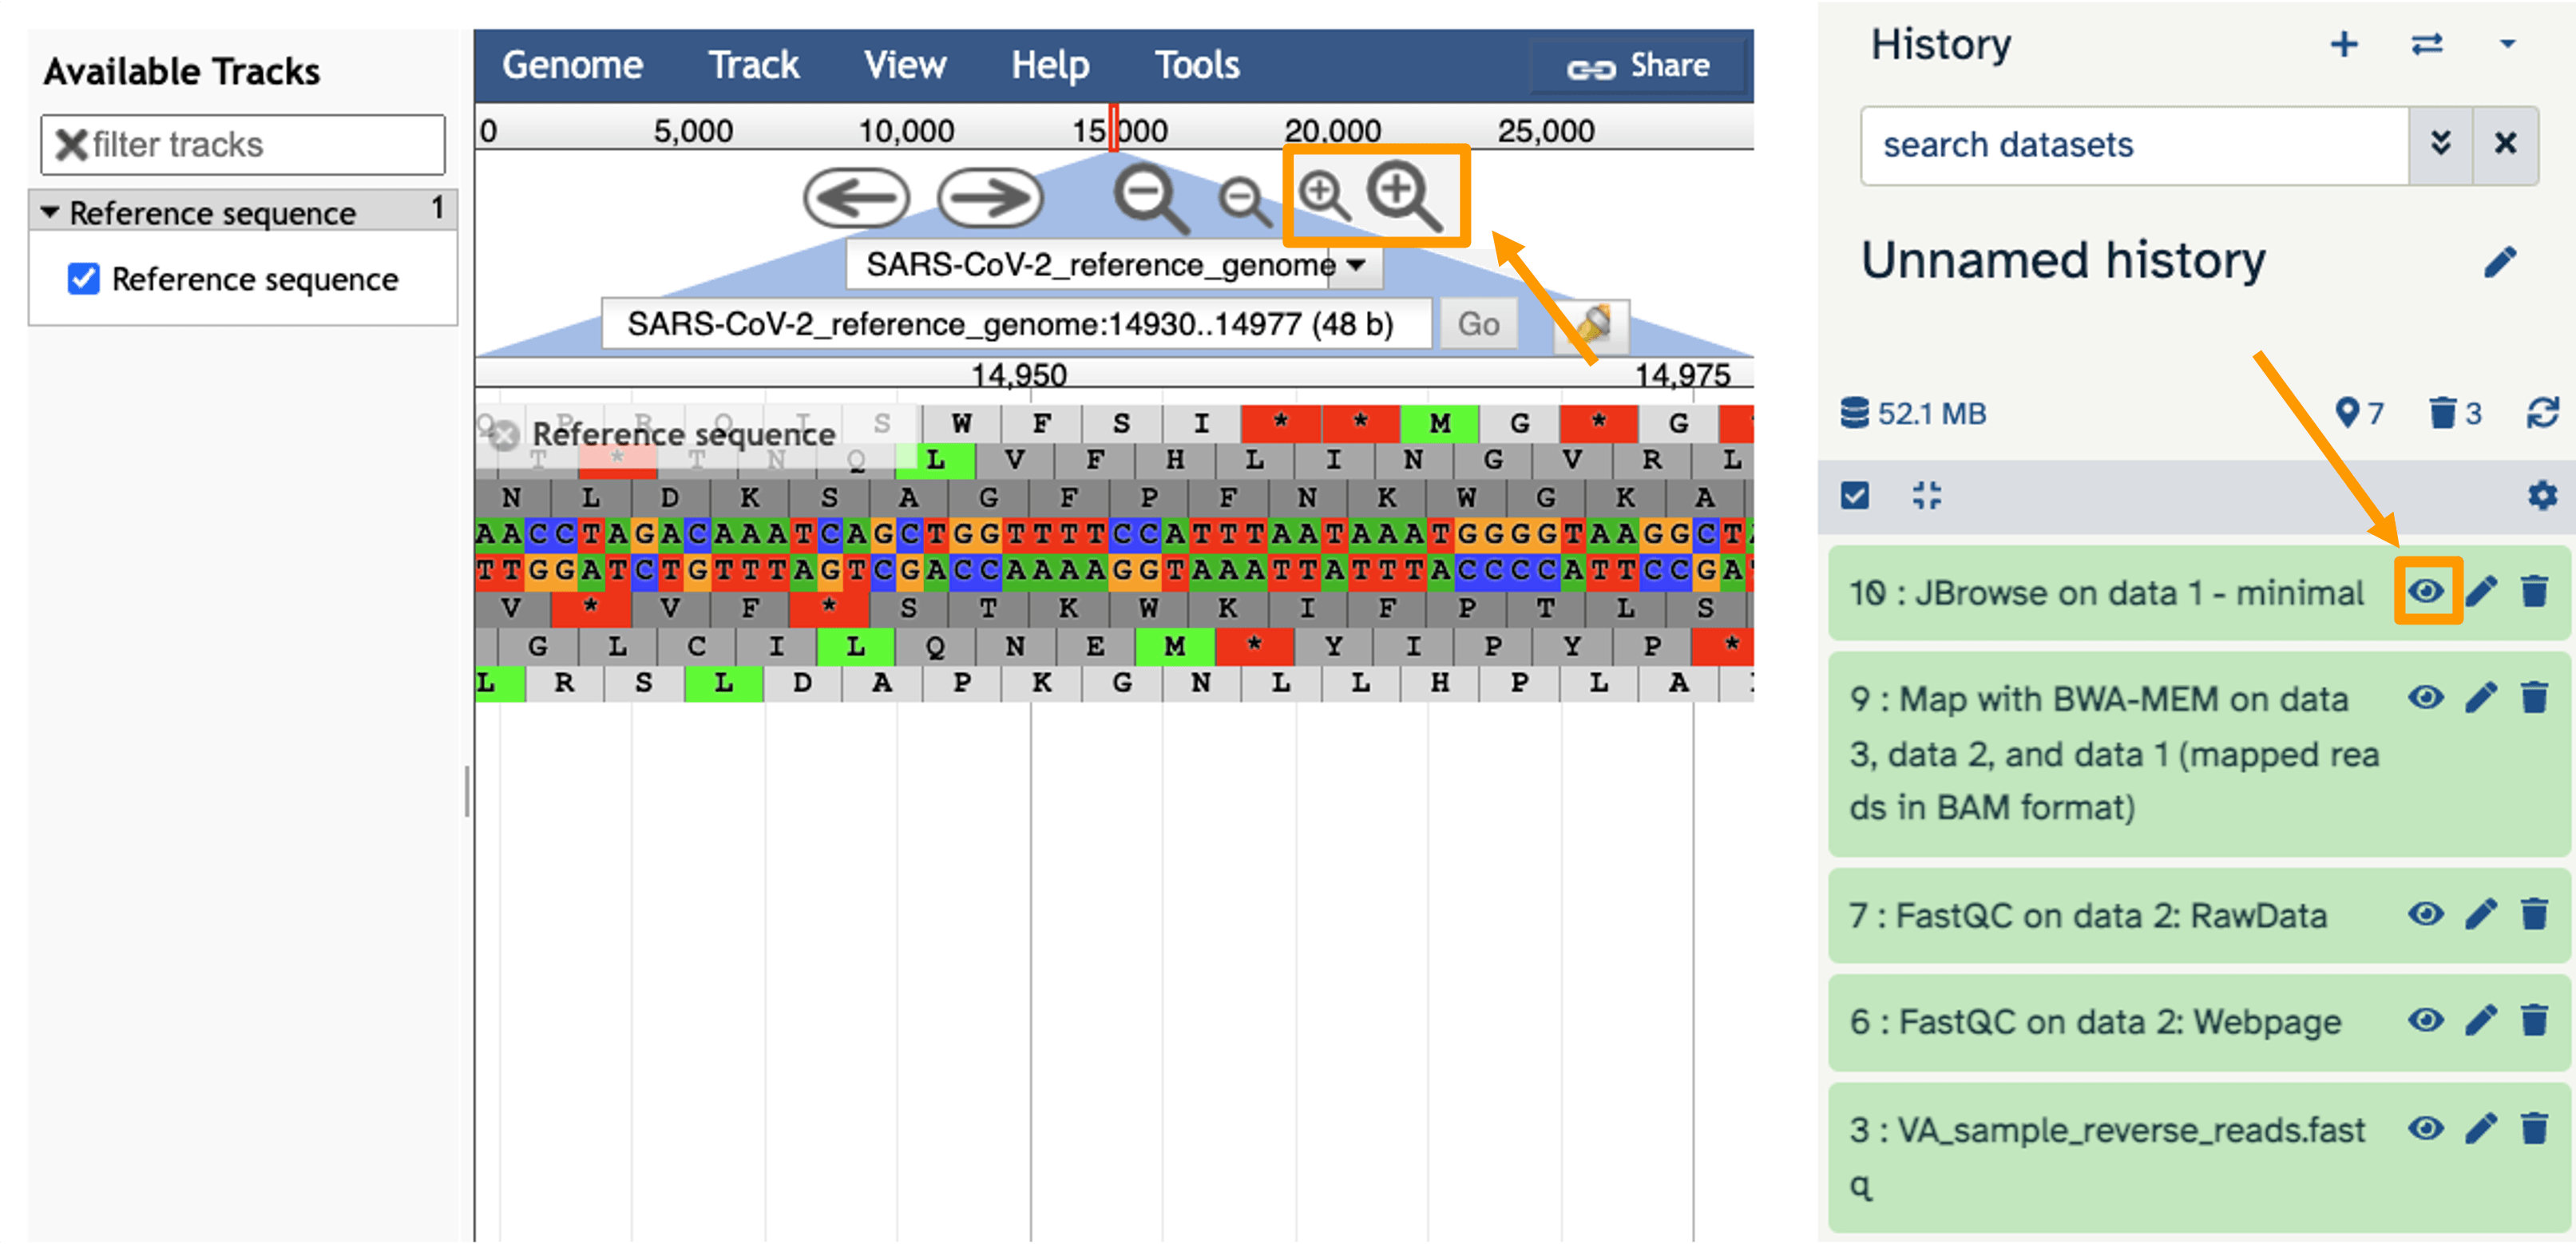 Available Tracks
filter tracks
Reference sequence 1
Reference sequence
Genome Track View Help Tools Share
0 5,000 10,000 15,000 20,000 25,000
SARS-CoV-2_reference_genome
SARS-CoV-2_reference_genome:14930..14977 (48 b) Go
14,950 14,975
Q P R Q I S W F S I * * M G * G
Reference sequence
T * T N Q L V F H L I N G V R L
N L D K S A G F P F N K W G K A
AACCTAGACAAATCAGCTGGTTTTCCATTTAATAAATGGGGTAAGGCT
TTGGATCTGTTTAGTCGACCAAAAGGTAAATTATTTACCCCATTCCGA
V * V F * S T K W K I F P T L S
G L C I L Q N E M * Y I P Y P *
L R S L D A P K G N L L H P L A
History
search datasets
Unnamed history
52.1 MB 7 3
10 : JBrowse on data 1 - minimal
9 : Map with BWA-MEM on data
3, data 2, and data 1 (mapped rea
ds in BAM format)
7 : FastQC on data 2: RawData
6 : FastQC on data 2: Webpage
3 : VA_sample_reverse_reads.fast
q